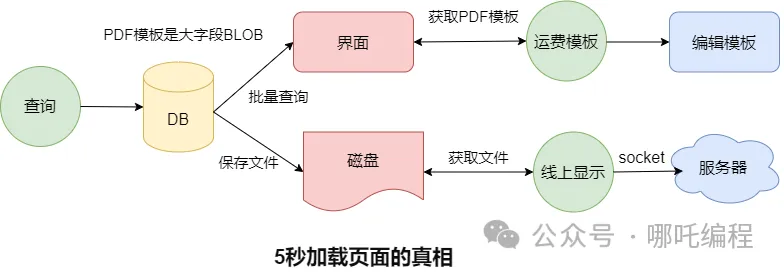 PDF模板是大字段BLOB
获取PDF模板
界面
运费模板
编辑模板
查询
DB
批量查询
保存文件
磁盘
获取文件
线上显示
socket
服务器
公众号·哪吒编程
5秒加载页面的真相